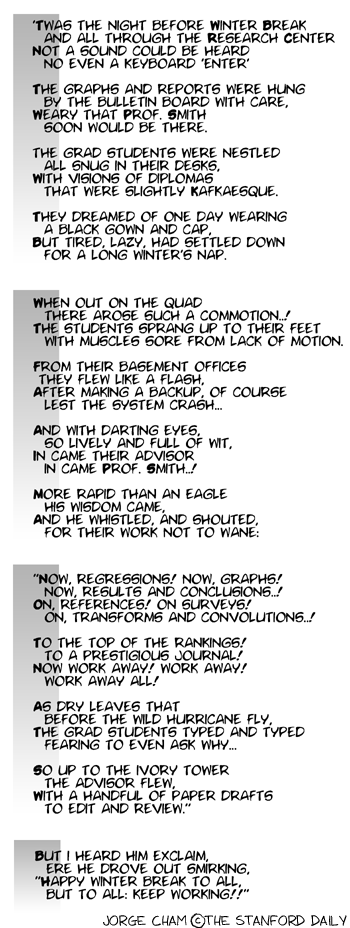 'Twas the night before Winter Break
and all through the Research Center
Not a sound could be heard
no even a keyboard 'enter'
The graphs and reports were hung
by the bulletin board with care,
Weary that Prof. Smith
soon would be there.
The grad students were nestled
all snug in their desks,
With visions of diplomas
that were slightly Kafkaesque.
They dreamed of one day wearing
a black gown and cap,
But tired, lazy, had settled down
for a long winter's nap.
When out on the quad
there arose such a commotion..!
The students sprang up to their feet
with muscles sore from lack of motion.
From their basement offices
they flew like a flash,
After making a backup, of course
lest the system crash...
And with darting eyes,
so lively and full of wit,
In came their advisor
in came Prof. Smith..!
More rapid than an eagle
his wisdom came,
And he whistled, and shouted,
for their work not to wane:
"Now, regressions! Now, graphs!
Now, results and conclusions..!
On, references! On surveys!
On, transforms and convolutions..!
To the top of the rankings!
To a prestigious journal!
Now work away! Work away!
Work away all!
As dry leaves that
before the wild hurricane fly,
The grad students typed and typed
fearing to even ask why...
So up to the ivory tower
the advisor flew,
With a handful of paper drafts
to edit and review."
But I heard him exclaim,
ere he drove out smirking,
"Happy Winter Break to all,
but to all: keep working!!"
JORGE CHAM ©THE STANFORD DAILY